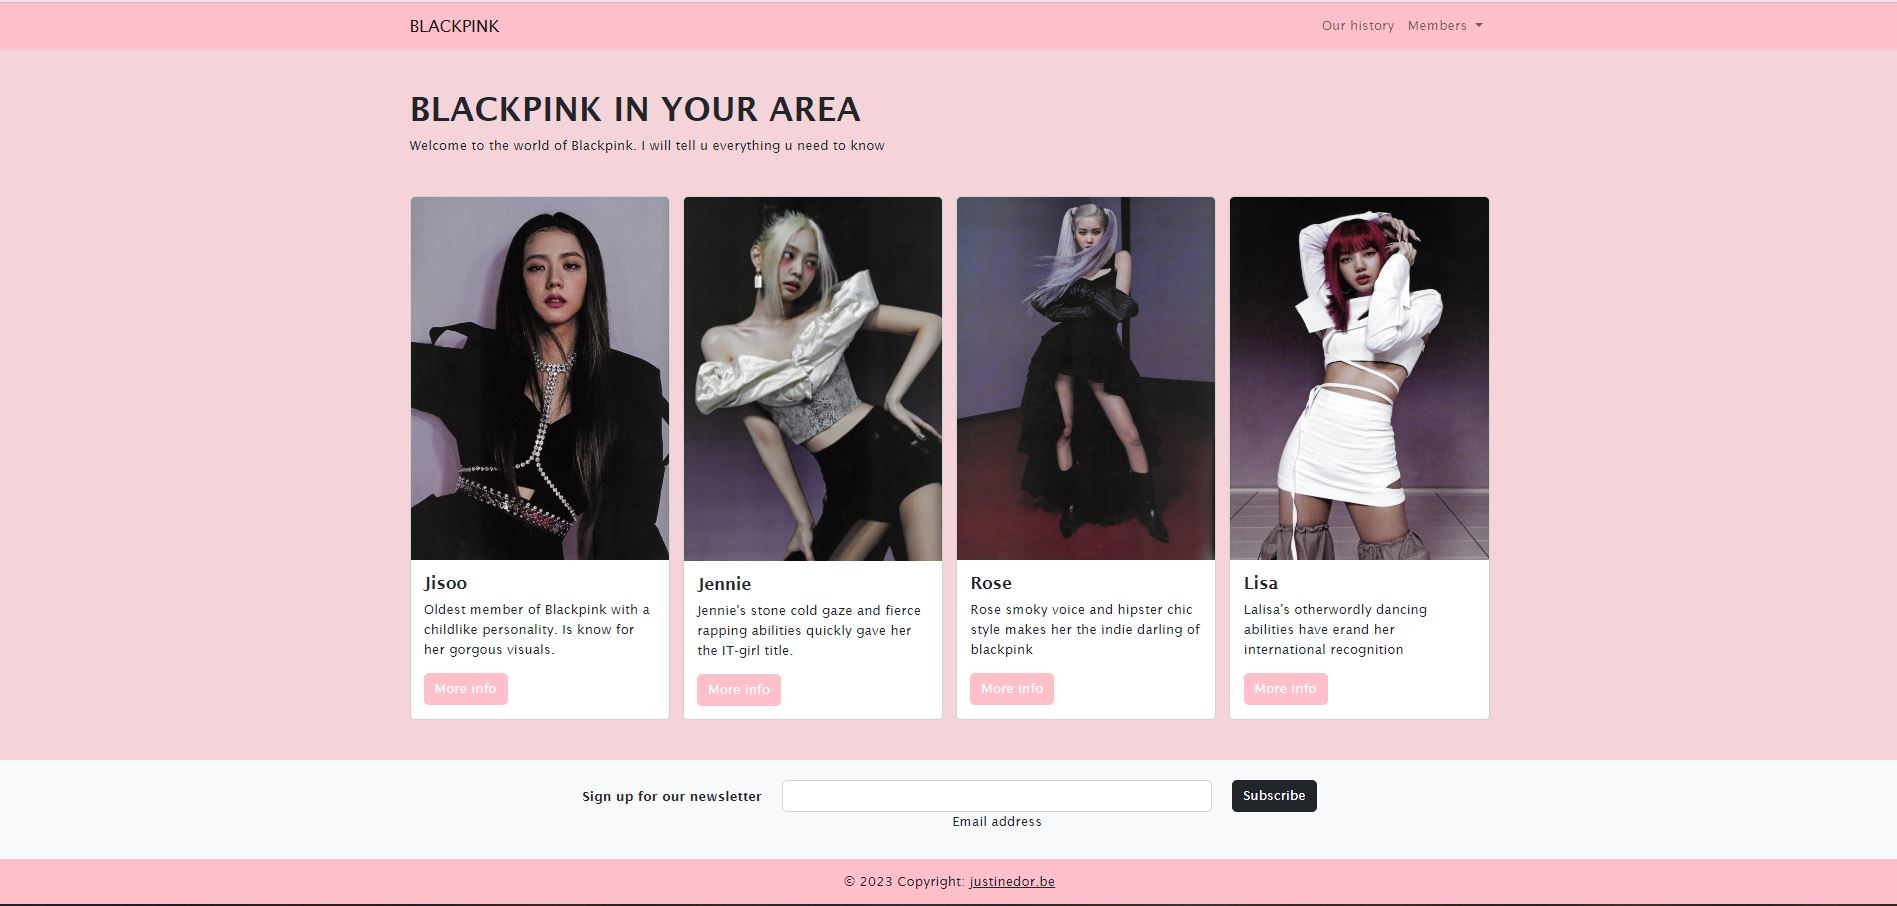 BLACKPINK
Our history
Members
BLACKPINK IN YOUR AREA
Welcome to the world of Blackpink. I will tell u everything u need to know
Jisoo
Oldest member of Blackpink with a
childlike personality. Is know for
her gorgous visuals.
More info
Jennie
Jennie's stone cold gaze and fierce
rapping abilities quickly gave her
the IT-girl title.
More info
Rose
Rose smoky voice and hipster chic
style makes her the indie darling of
blackpink
More info
Lisa
Lalisa's otherwordly dancing
abilities have erand her
international recognition
More info
Sign up for our newsletter
Subscribe
Email address
© 2023 Copyright: justinedor.be